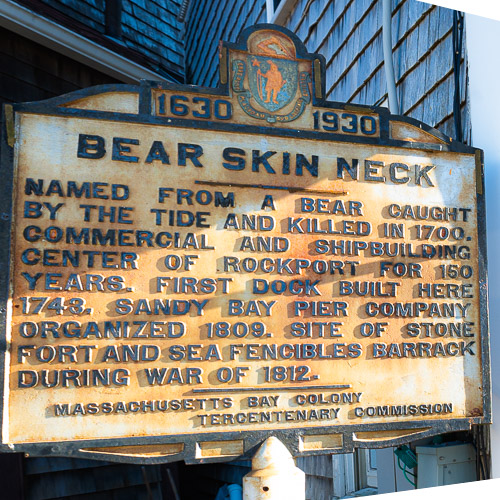 1630 1930
BEAR SKIN NECK
NAMED FROM A BEAR CAUGHT
BY THE TIDE AND KILLED IN 1700.
COMMERCIAL AND SHIPBUILDING
CENTER OF ROCKPORT FOR 150
YEARS. FIRST DOCK BUILT HERE
1743. SANDY BAY PIER COMPANY
ORGANIZED 1809. SITE OF STONE
FORT AND SEA FENCIBLES BARRACK
DURING WAR OF 1812.
MASSACHUSETTS BAY COLONY
TERCENTENARY COMMISSION